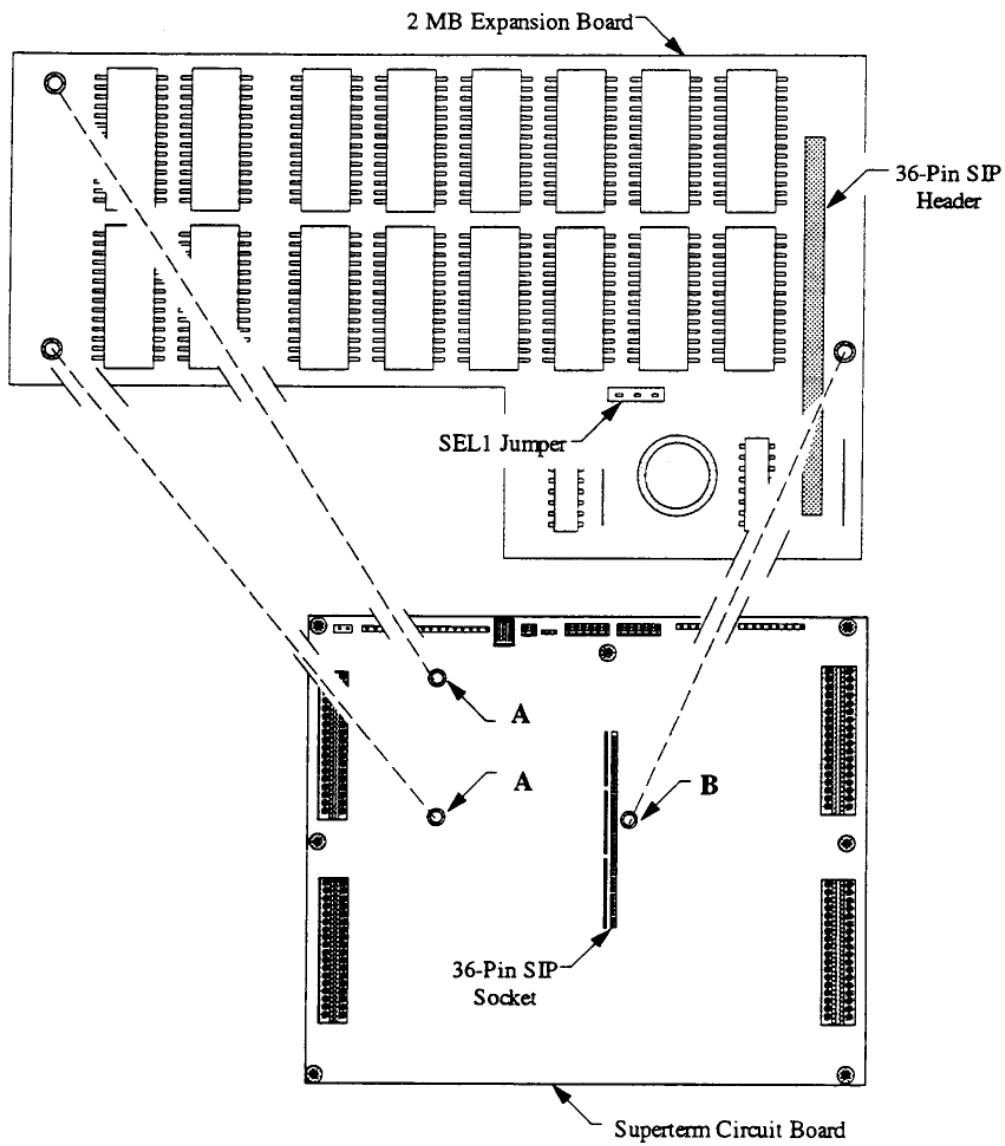 2 MB Expansion Board
36-Pin SIP
Header
SEL1 Jumper
A
A
B
36-Pin SIP
Socket
Superterm Circuit Board